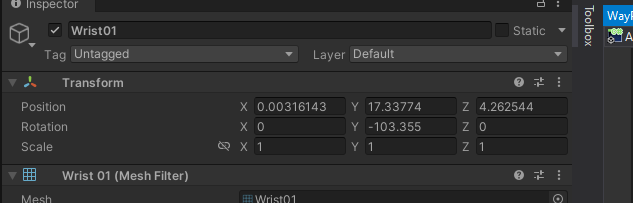 Inspector
Wrist01
Static
Tag Untagged Layer Default
Transform
Position X 0.00316143 Y 17.33774 Z 4.262544
Rotation X 0 Y -103.355 Z 0
Scale X 1 Y 1 Z 1
Wrist 01 (Mesh Filter)
Mesh Wrist01
Toolbox